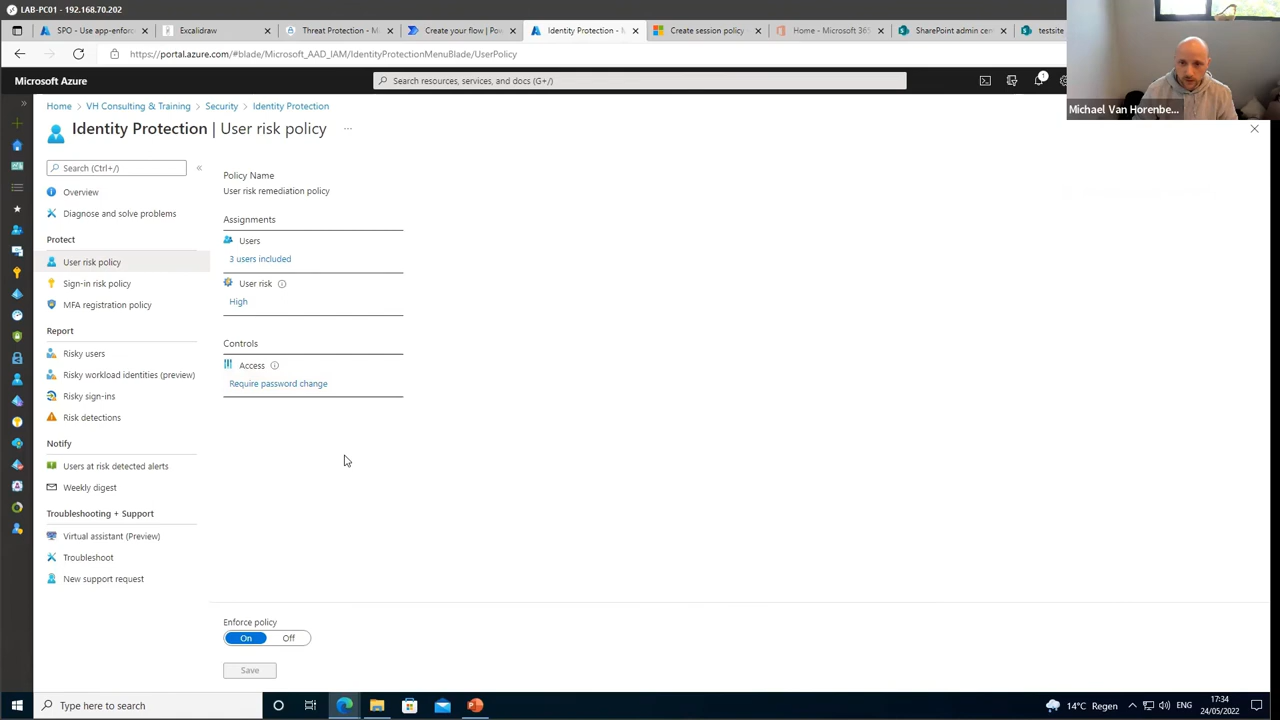 LAB-PC01 - 192.168.70.202
SPO - Use app-enforc
Excalidraw
Threat Protection - M
Create your flow | Pow
Identity Protection - M
Create session policy
Home - Microsoft 365
SharePoint admin cen
testsite
https://portal.azure.com/#blade/Microsoft_AAD_IAM/IdentityProtectionMenuBlade/UserPolicy
Microsoft Azure
Search resources, services, and docs (G+/)
1
Michael Van Horenbe...
Home > VH Consulting & Training > Security > Identity Protection
Identity Protection | User risk policy
...
Search (Ctrl+/)
«
Overview
Diagnose and solve problems
Protect
User risk policy
Sign-in risk policy
MFA registration policy
Report
Risky users
Risky workload identities (preview)
Risky sign-ins
Risk detections
Notify
Users at risk detected alerts
Weekly digest
Troubleshooting + Support
Virtual assistant (Preview)
Troubleshoot
New support request
Policy Name
User risk remediation policy
Assignments
Users
3 users included
User risk
High
Controls
Access
Require password change
Enforce policy
On Off
Save
Type here to search
14°C Regen
ENG
17:34
24/05/2022